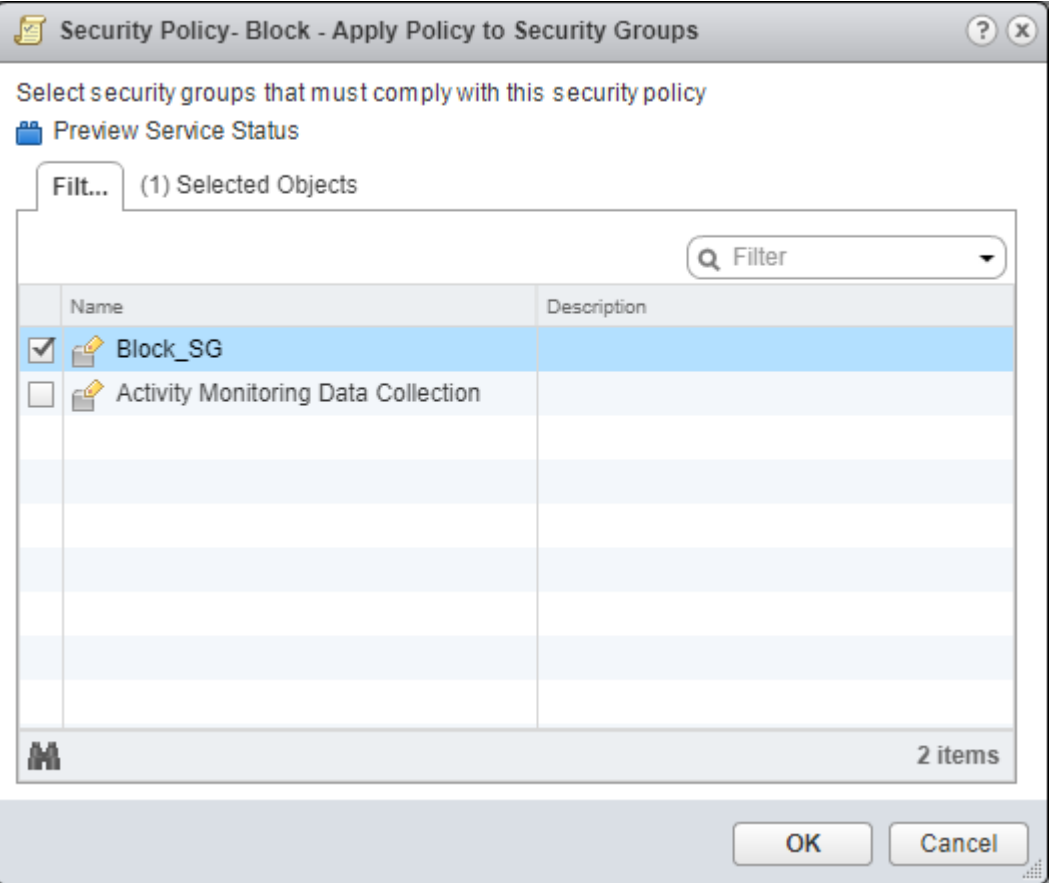 Security Policy- Block - Apply Policy to Security Groups ?
Select security groups that must comply with this security policy
Preview Service Status
Filt... (1) Selected Objects
Filter
Name Description
Block_SG
Activity Monitoring Data Collection
2 items
OK Cancel